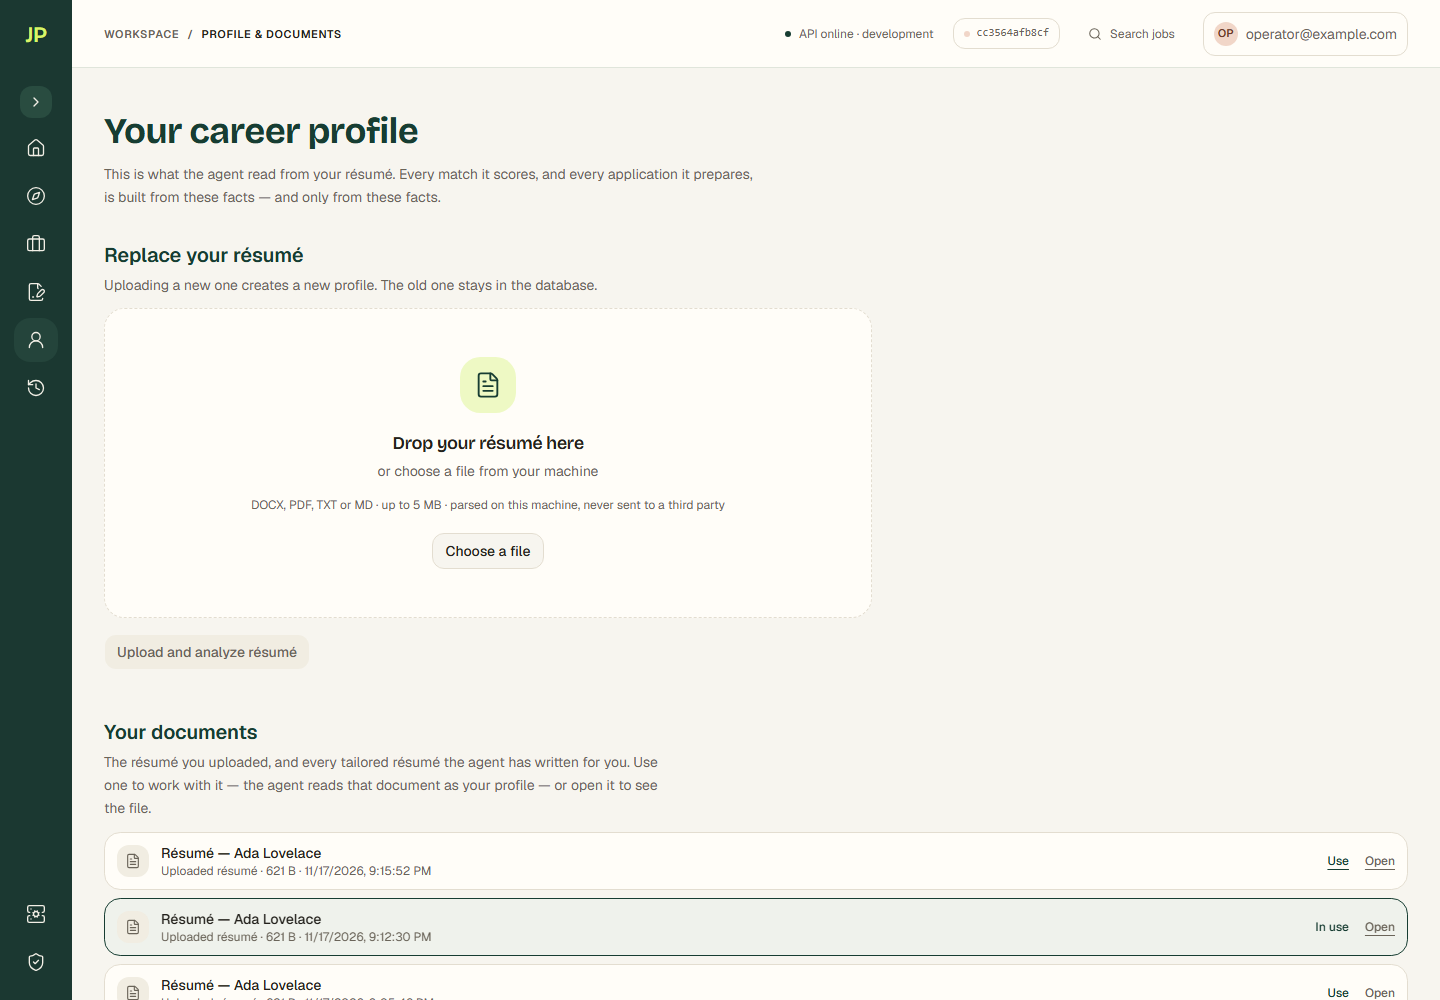 JP
WORKSPACE / PROFILE & DOCUMENTS
API online · development
cc3564afb8cf
Search jobs
OP
operator@example.com
Your career profile
This is what the agent read from your résumé. Every match it scores, and every application it prepares,
is built from these facts — and only from these facts.
Replace your résumé
Uploading a new one creates a new profile. The old one stays in the database.
Drop your résumé here
or choose a file from your machine
DOCX, PDF, TXT or MD · up to 5 MB · parsed on this machine, never sent to a third party
Choose a file
Upload and analyze résumé
Your documents
The résumé you uploaded, and every tailored résumé the agent has written for you. Use
one to work with it — the agent reads that document as your profile — or open it to see
the file.
Résumé — Ada Lovelace
Uploaded résumé · 621 B · 11/17/2026, 9:15:52 PM
Use
Open
Résumé — Ada Lovelace
Uploaded résumé · 621 B · 11/17/2026, 9:12:30 PM
In use
Open
Résumé — Ada Lovelace
Use
Open